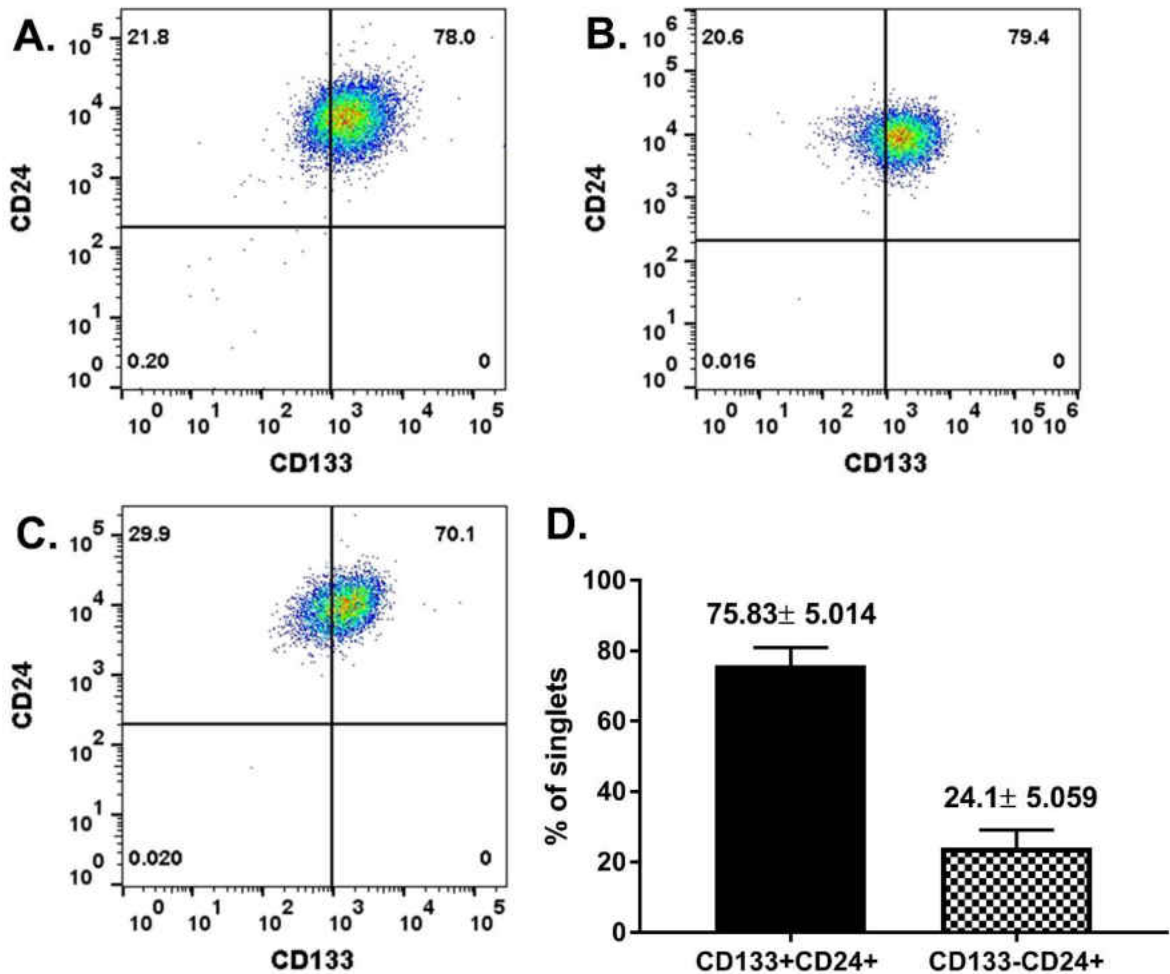 A.
21.8 78.0
10^5
10^4
10^3
10^2
10^1
10^0
CD24
0.20 0
10^0 10^1 10^2 10^3 10^4 10^5
CD133
B.
20.6 79.4
10^6
10^5
10^4
10^3
10^2
10^1
10^0
CD24
0.016 0
10^0 10^1 10^2 10^3 10^4 10^5 10^6
CD133
C.
29.9 70.1
10^5
10^4
10^3
10^2
10^1
10^0
CD24
0.020 0
10^0 10^1 10^2 10^3 10^4 10^5
CD133
D.
100
80
60
40
20
0
% of singlets
75.83± 5.014
24.1± 5.059
CD133+CD24+ CD133-CD24+